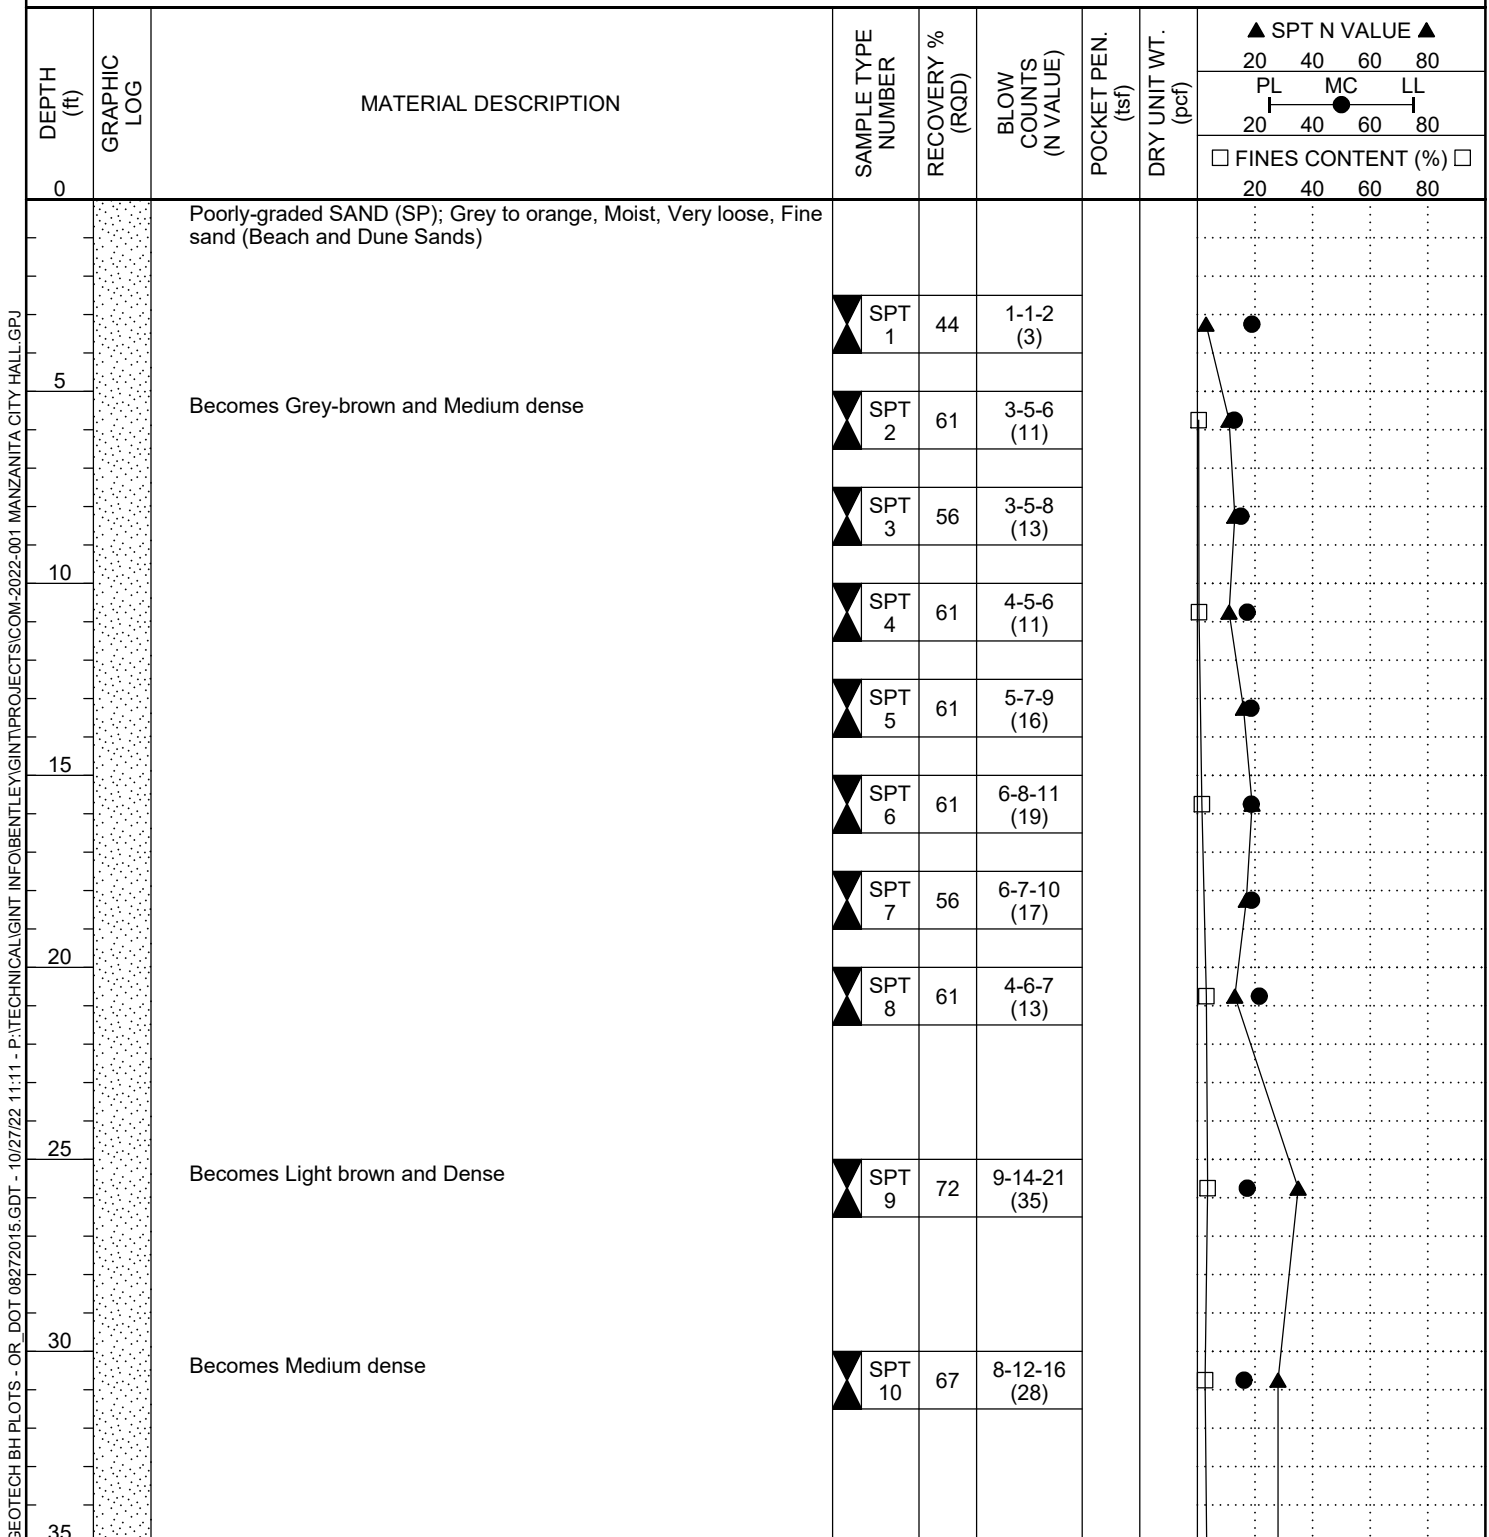 ▲ SPT N VALUE ▲
20 40 60 80
PL MC LL
20 40 60 80
□ FINES CONTENT (%) □
20 40 60 80
DEPTH
(ft)
GRAPHIC
LOG
MATERIAL DESCRIPTION
SAMPLE TYPE
NUMBER
RECOVERY %
(RQD)
BLOW
COUNTS
(N VALUE)
POCKET PEN.
(tsf)
DRY UNIT WT.
(pcf)
0
Poorly-graded SAND (SP); Grey to orange, Moist, Very loose, Fine
sand (Beach and Dune Sands)
SPT
1
44
1-1-2
(3)
5
Becomes Grey-brown and Medium dense
SPT
2
61
3-5-6
(11)
SPT
3
56
3-5-8
(13)
10
SPT
4
61
4-5-6
(11)
SPT
5
61
5-7-9
(16)
15
SPT
6
61
6-8-11
(19)
SPT
7
56
6-7-10
(17)
20
SPT
8
61
4-6-7
(13)
25
Becomes Light brown and Dense
SPT
9
72
9-14-21
(35)
30
Becomes Medium dense
SPT
10
67
8-12-16
(28)
35
GEOTECH BH PLOTS - OR_DOT 08272015.GDT - 10/27/22 11:11 - P:\TECHNICAL\GINT INFO\BENTLEY\GINT\PROJECTS\COM-2022-001 MANZANITA CITY HALL.GPJ